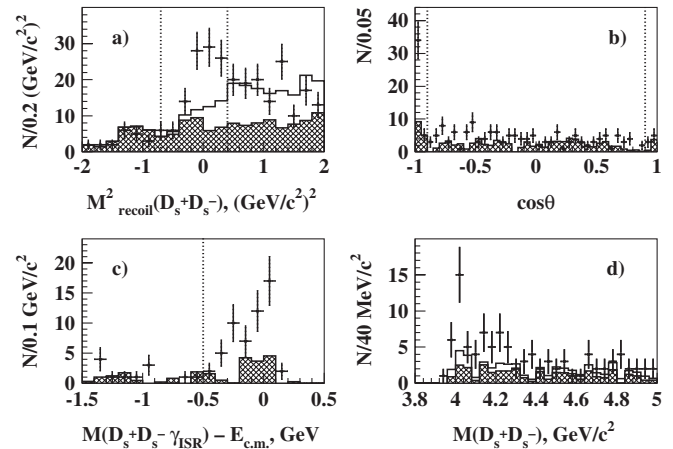 a)
N/0.2 (GeV/c²)²
30
20
10
0
-2 -1 0 1 2
M² recoil(Dₛ+Dₛ-), (GeV/c²)²
b)
N/0.05
40
30
20
10
0
-1 -0.5 0 0.5 1
cosθ
c)
N/0.1 GeV/c²
20
15
10
5
0
-1.5 -1 -0.5 0 0.5
M(Dₛ+Dₛ- γISR) – Ec.m., GeV
d)
N/40 MeV/c²
15
10
5
0
3.8 4 4.2 4.4 4.6 4.8 5
M(Dₛ+Dₛ-), GeV/c²